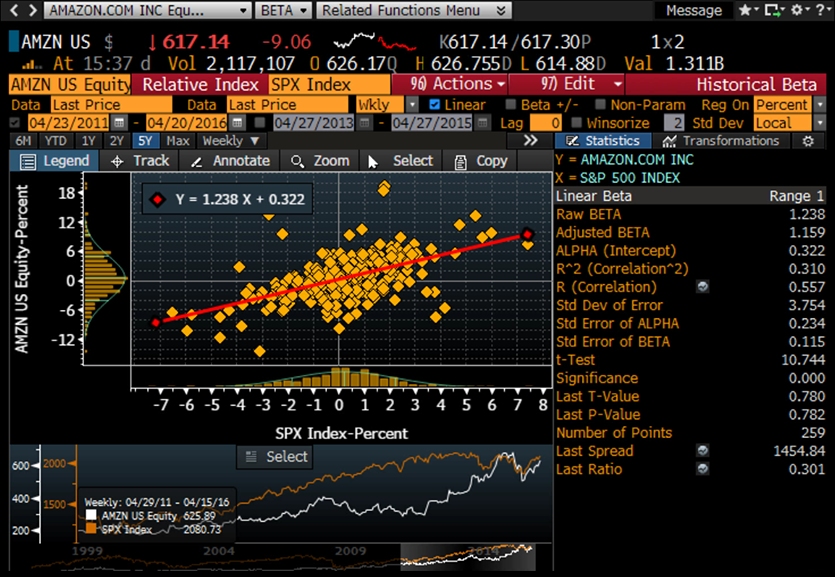 AMAZON.COM INC Equ... BETA Related Functions Menu Message
AMZN US $ 617.14 -9.06 K617.14/617.30P 1x2
At 15:37 d Vol 2,117,107 O 626.17Q H 626.755D L 614.88D Val 1.311B
AMZN US Equity Relative Index SPX Index 96) Actions 97) Edit Historical Beta
Data Last Price Data Last Price Wkly Linear Beta +/- Non-Param Reg On Percent
04/23/2011 - 04/20/2016 04/27/2013 - 04/27/2015 Lag 0 Winsorize 2 Std Dev Local
6M YTD 1Y 2Y 5Y Max Weekly Statistics Transformations
Legend Track Annotate Zoom Select Copy
Y = 1.238 X + 0.322
AMZN US Equity-Percent
18
12
6
0
-6
-12
-7 -6 -5 -4 -3 -2 -1 0 1 2 3 4 5 6 7 8
SPX Index-Percent
Select
600
400
200
2000
1500
Weekly: 04/29/11 - 04/15/16
AMZN US Equity 625.89
SPX Index 2080.73
1999 2004 2009 2014
Y = AMAZON.COM INC
X = S&P 500 INDEX
Linear Beta Range 1
Raw BETA 1.238
Adjusted BETA 1.159
ALPHA (Intercept) 0.322
R^2 (Correlation^2) 0.310
R (Correlation) 0.557
Std Dev of Error 3.754
Std Error of ALPHA 0.234
Std Error of BETA 0.115
t-Test 10.744
Significance 0.000
Last T-Value 0.780
Last P-Value 0.782
Number of Points 259
Last Spread 1454.84
Last Ratio 0.301